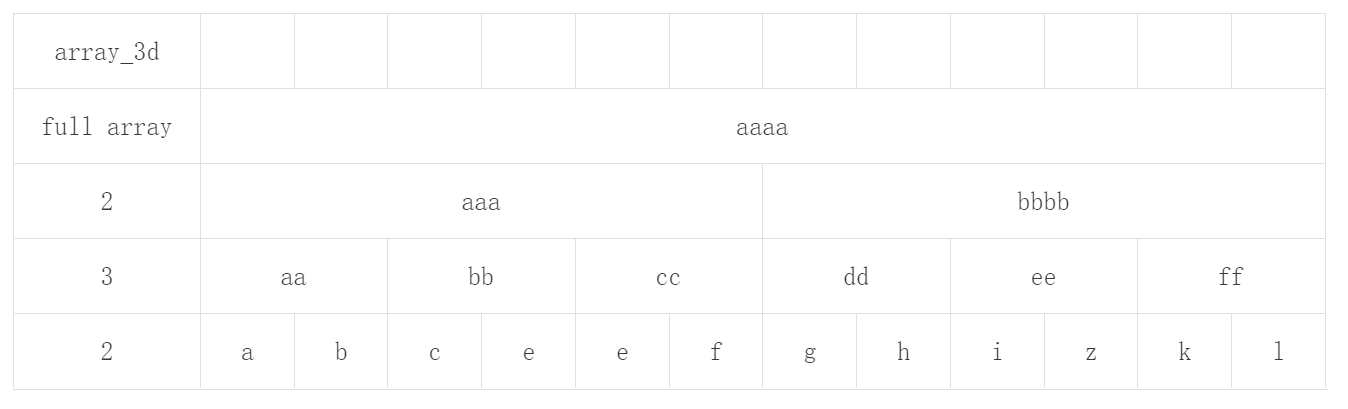 array_3d
full array aaaa
2 aaa bbbb
3 aa bb cc dd ee ff
2 a b c e e f g h i z k l